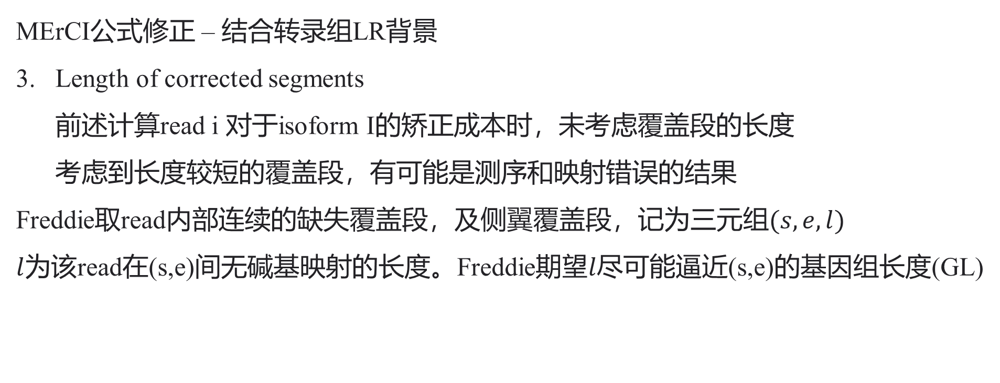 MErCI公式修正 – 结合转录组LR背景
3. Length of corrected segments
前述计算read i 对于isoform I的矫正成本时，未考虑覆盖段的长度
考虑到长度较短的覆盖段，有可能是测序和映射错误的结果
Freddie取read内部连续的缺失覆盖段，及侧翼覆盖段，记为三元组(s, e, l)
l为该read在(s,e)间无碱基映射的长度。Freddie期望l尽可能逼近(s,e)的基因组长度(GL)